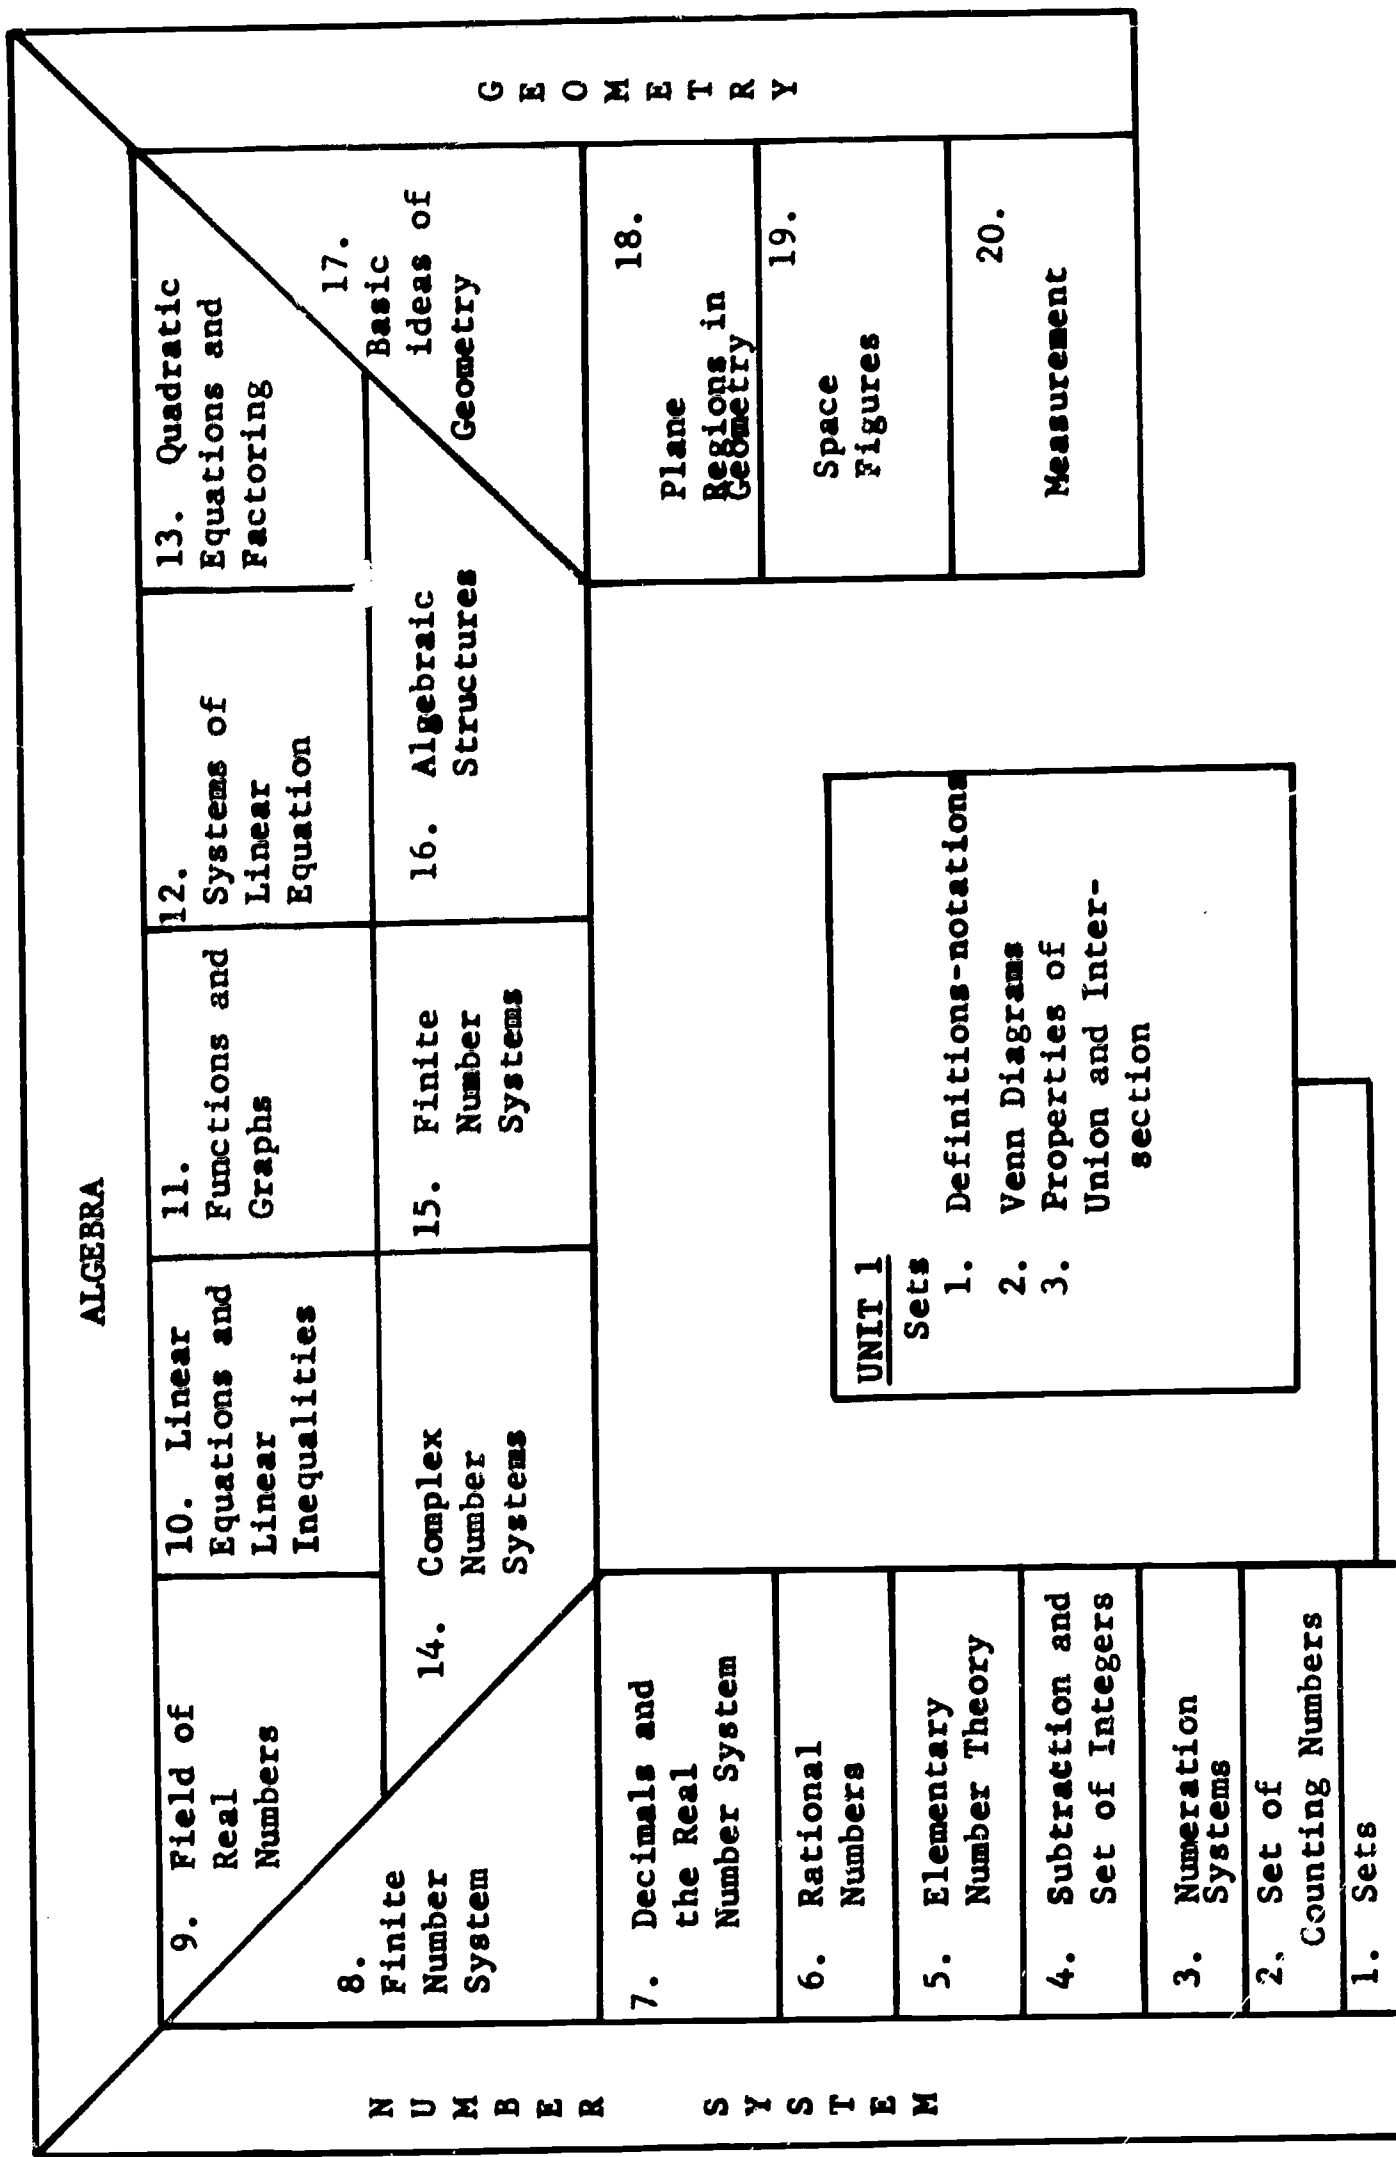 ALGEBRA
NUMBER SYSTEM
GEOMETRY
9. Field of
Real
Numbers
10. Linear
Equations and
Linear
Inequalities
11.
Functions and
Graphs
12.
Systems of
Linear
Equation
13. Quadratic
Equations and
Factoring
8.
Finite
Number
System
14. Complex
Number
Systems
15. Finite
Number
Systems
16. Algebraic
Structures
17.
Basic
ideas of
Geometry
7. Decimals and
the Real
Number System
6. Rational
Numbers
5. Elementary
Number Theory
4. Subtraction and
Set of Integers
3. Numeration
Systems
2. Set of
Counting Numbers
1. Sets
18.
Plane
Regions in
Geometry
19.
Space
Figures
20.
Measurement
UNIT 1
Sets
1. Definitions-notations
2. Venn Diagrams
3. Properties of
Union and Inter-
section